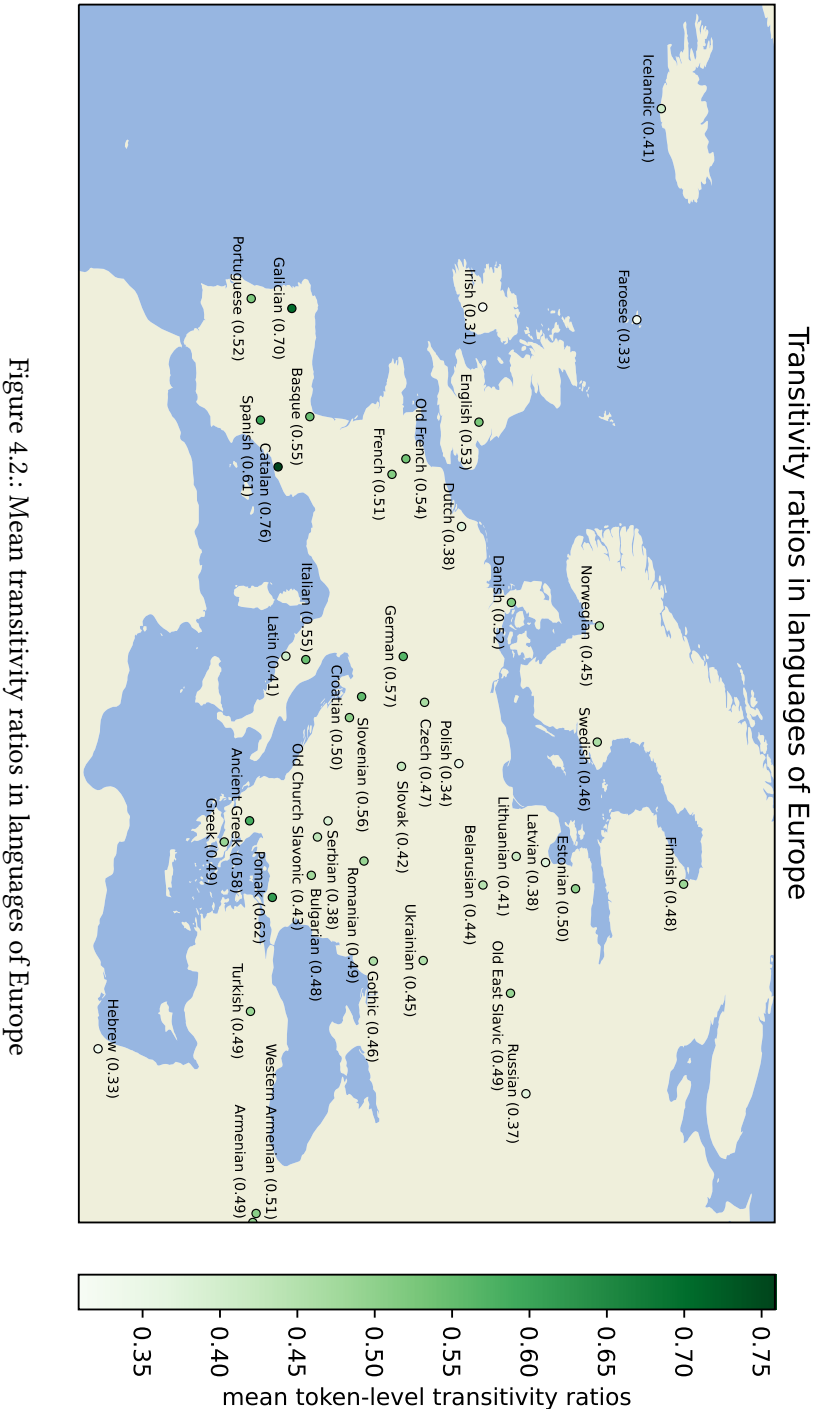 Transitivity ratios in languages of Europe
Icelandic (0.41)
Faroese (0.33)
Norwegian (0.45)
Swedish (0.46)
Finnish (0.48)
Estonian (0.50)
Latvian (0.38)
Lithuanian (0.41)
Russian (0.37)
Old East Slavic (0.49)
Irish (0.31)
English (0.53)
Danish (0.52)
Dutch (0.38)
Polish (0.34)
Belarusian (0.44)
Old French (0.54)
Czech (0.47)
French (0.51)
German (0.57)
Slovak (0.42)
Ukrainian (0.45)
Slovenian (0.56)
Gothic (0.46)
Croatian (0.50)
Romanian (0.49)
Serbian (0.38)
Bulgarian (0.48)
Basque (0.55)
Italian (0.55)
Old Church Slavonic (0.43)
Galician (0.70)
Catalan (0.76)
Latin (0.41)
Pomak (0.62)
Western Armenian (0.51)
Portuguese (0.52)
Spanish (0.61)
Ancient Greek (0.58)
Turkish (0.49)
Armenian (0.49)
Greek (0.49)
Hebrew (0.33)
0.75
0.70
0.65
0.60
0.55
0.50
0.45
0.40
0.35
mean token-level transitivity ratios
Figure 4.2.: Mean transitivity ratios in languages of Europe